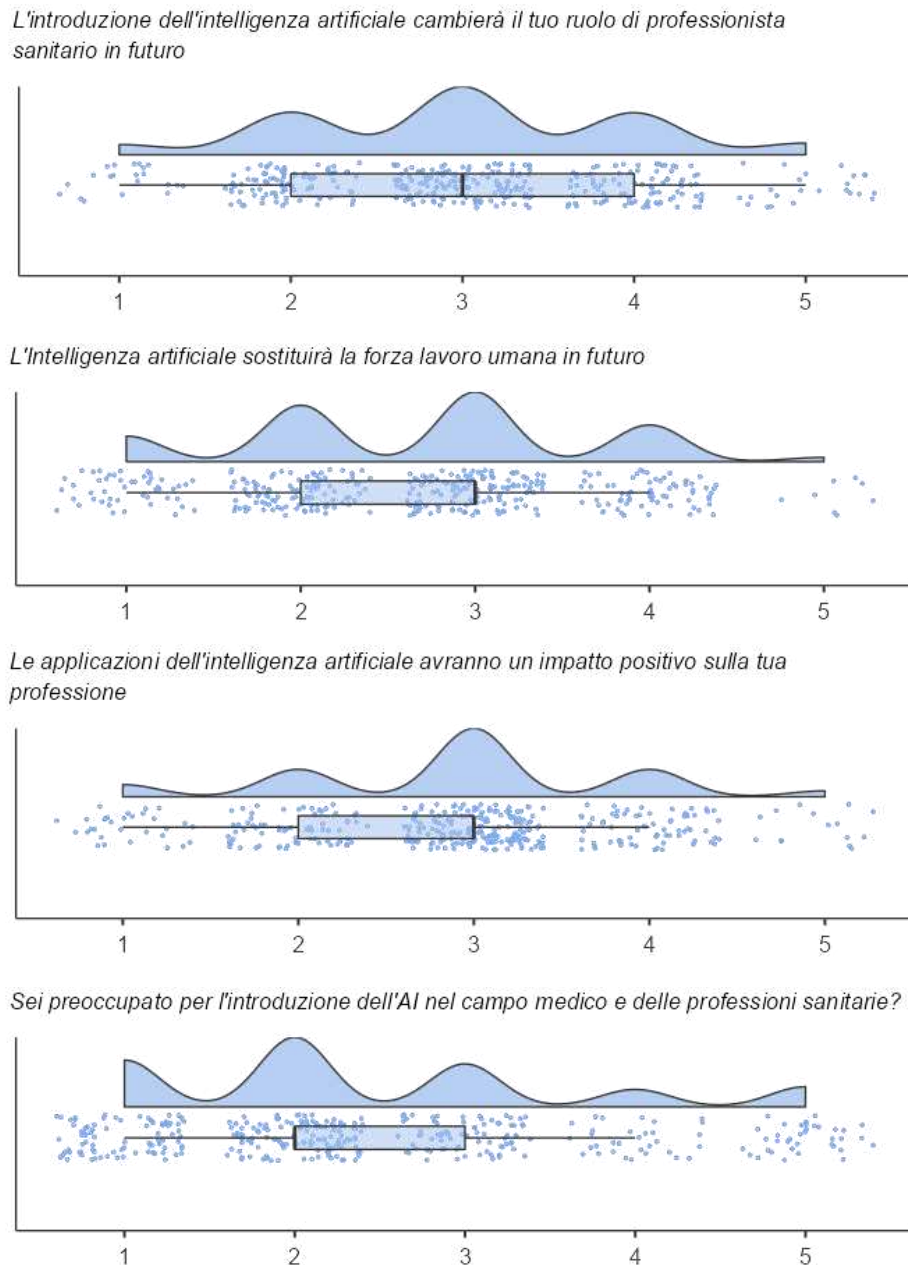 L'introduzione dell'intelligenza artificiale cambierà il tuo ruolo di professionista
sanitario in futuro
1 2 3 4 5
L'Intelligenza artificiale sostituirà la forza lavoro umana in futuro
1 2 3 4 5
Le applicazioni dell'intelligenza artificiale avranno un impatto positivo sulla tua
professione
1 2 3 4 5
Sei preoccupato per l'introduzione dell'AI nel campo medico e delle professioni sanitarie?
1 2 3 4 5